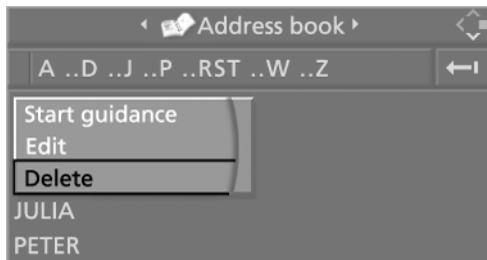 Address book
A ..D ..J ..P ..RST ..W ..Z
Start guidance
Edit
Delete
JULIA
PETER